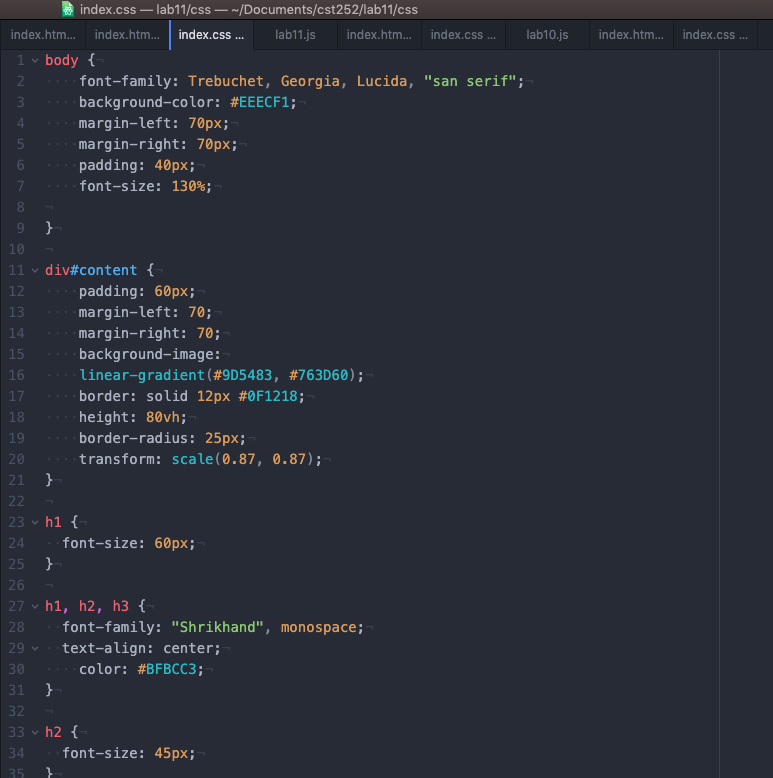 index.css — lab11/css — ~/Documents/cst252/lab11/css
index.htm... index.htm... index.css ... lab11.js index.htm... index.css ... lab10.js index.htm... index.css ...
1 body {
2 font-family: Trebuchet, Georgia, Lucida, "san serif";
3 background-color: #EEECF1;
4 margin-left: 70px;
5 margin-right: 70px;
6 padding: 40px;
7 font-size: 130%;
8
9 }
10
11 div#content {
12 padding: 60px;
13 margin-left: 70;
14 margin-right: 70;
15 background-image:
16 linear-gradient(#9D5483, #763D60);
17 border: solid 12px #0F1218;
18 height: 80vh;
19 border-radius: 25px;
20 transform: scale(0.87, 0.87);
21 }
22
23 h1 {
24 font-size: 60px;
25 }
26
27 h1, h2, h3 {
28 font-family: "Shrikhand", monospace;
29 text-align: center;
30 color: #BFBCC3;
31 }
32
33 h2 {
34 font-size: 45px;
35 }